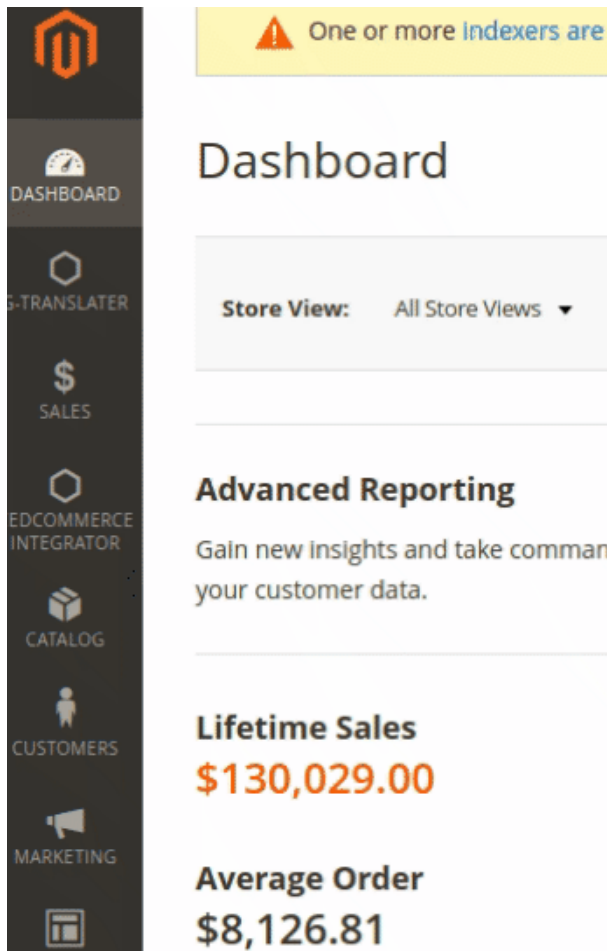 One or more indexers are
Dashboard
DASHBOARD
G-TRANSLATER
Store View: All Store Views
SALES
EDCOMMERCE
INTEGRATOR
Advanced Reporting
Gain new insights and take comman
your customer data.
CATALOG
CUSTOMERS
Lifetime Sales
$130,029.00
MARKETING
Average Order
$8,126.81